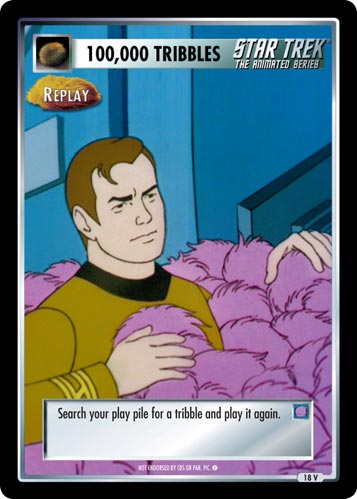 100,000 TRIBBLES
STAR TREK
THE ANIMATED SERIES
REPLAY
Search your play pile for a tribble and play it again.
NOT ENDORSED BY CBS OR PAR. PIC.
18 V